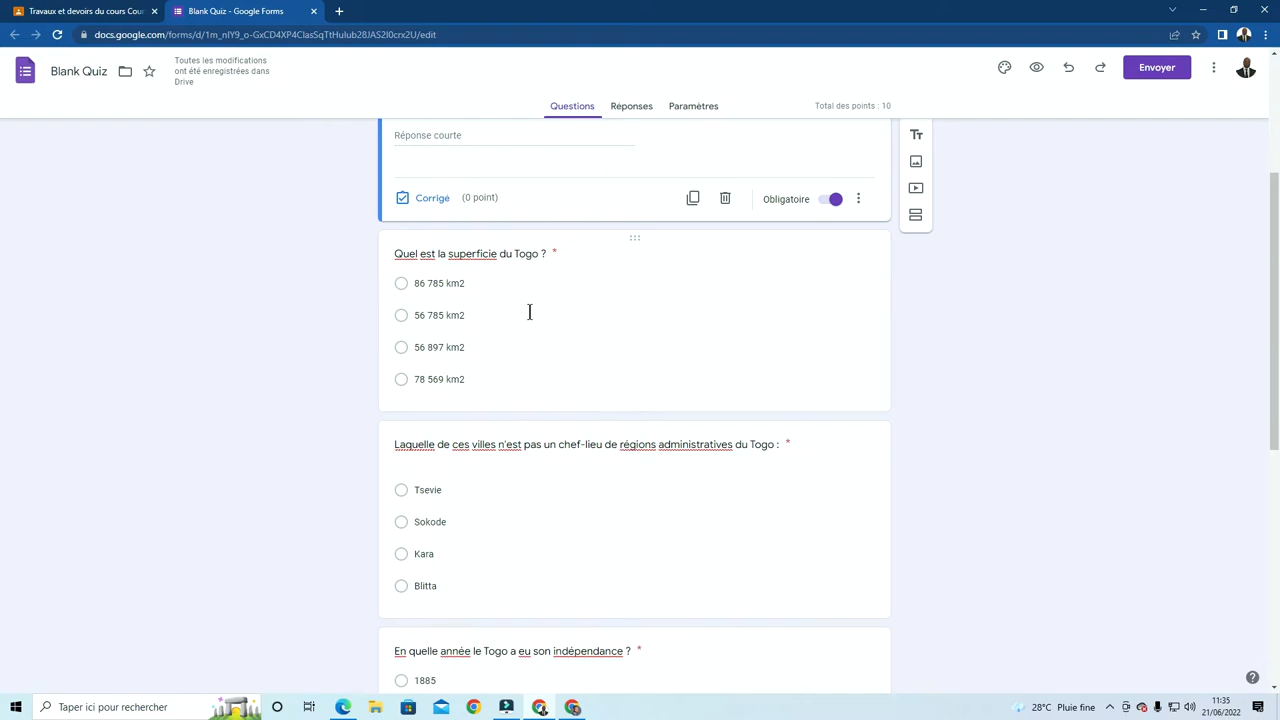 Travaux et devoirs du cours Cour
Blank Quiz - Google Forms
docs.google.com/forms/d/1m_nlY9_o-GxCD4XP4ClasSqTtHulub28JAS2I0crx2U/edit
Blank Quiz
Toutes les modifications
ont été enregistrées dans
Drive
Envoyer
Questions
Réponses
Paramètres
Total des points : 10
Réponse courte
Corrigé
(0 point)
Obligatoire
Quel est la superficie du Togo ? *
86 785 km2
56 785 km2
56 897 km2
78 569 km2
Laquelle de ces villes n'est pas un chef-lieu de régions administratives du Togo : *
Tsevie
Sokode
Kara
Blitta
En quelle année le Togo a eu son indépendance ? *
1885
Taper ici pour rechercher
28°C Pluie fine
11:35
21/06/2022